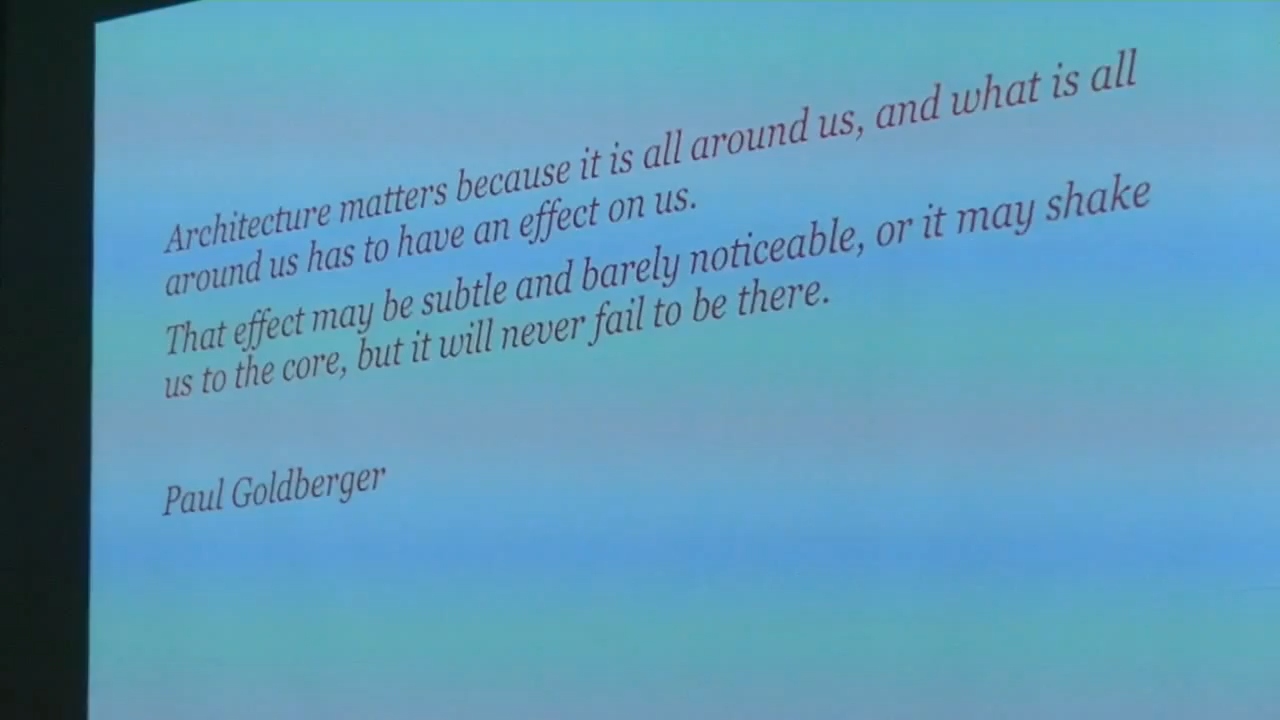 Architecture matters because it is all around us, and what is all
around us has to have an effect on us.
That effect may be subtle and barely noticeable, or it may shake
us to the core, but it will never fail to be there.
Paul Goldberger